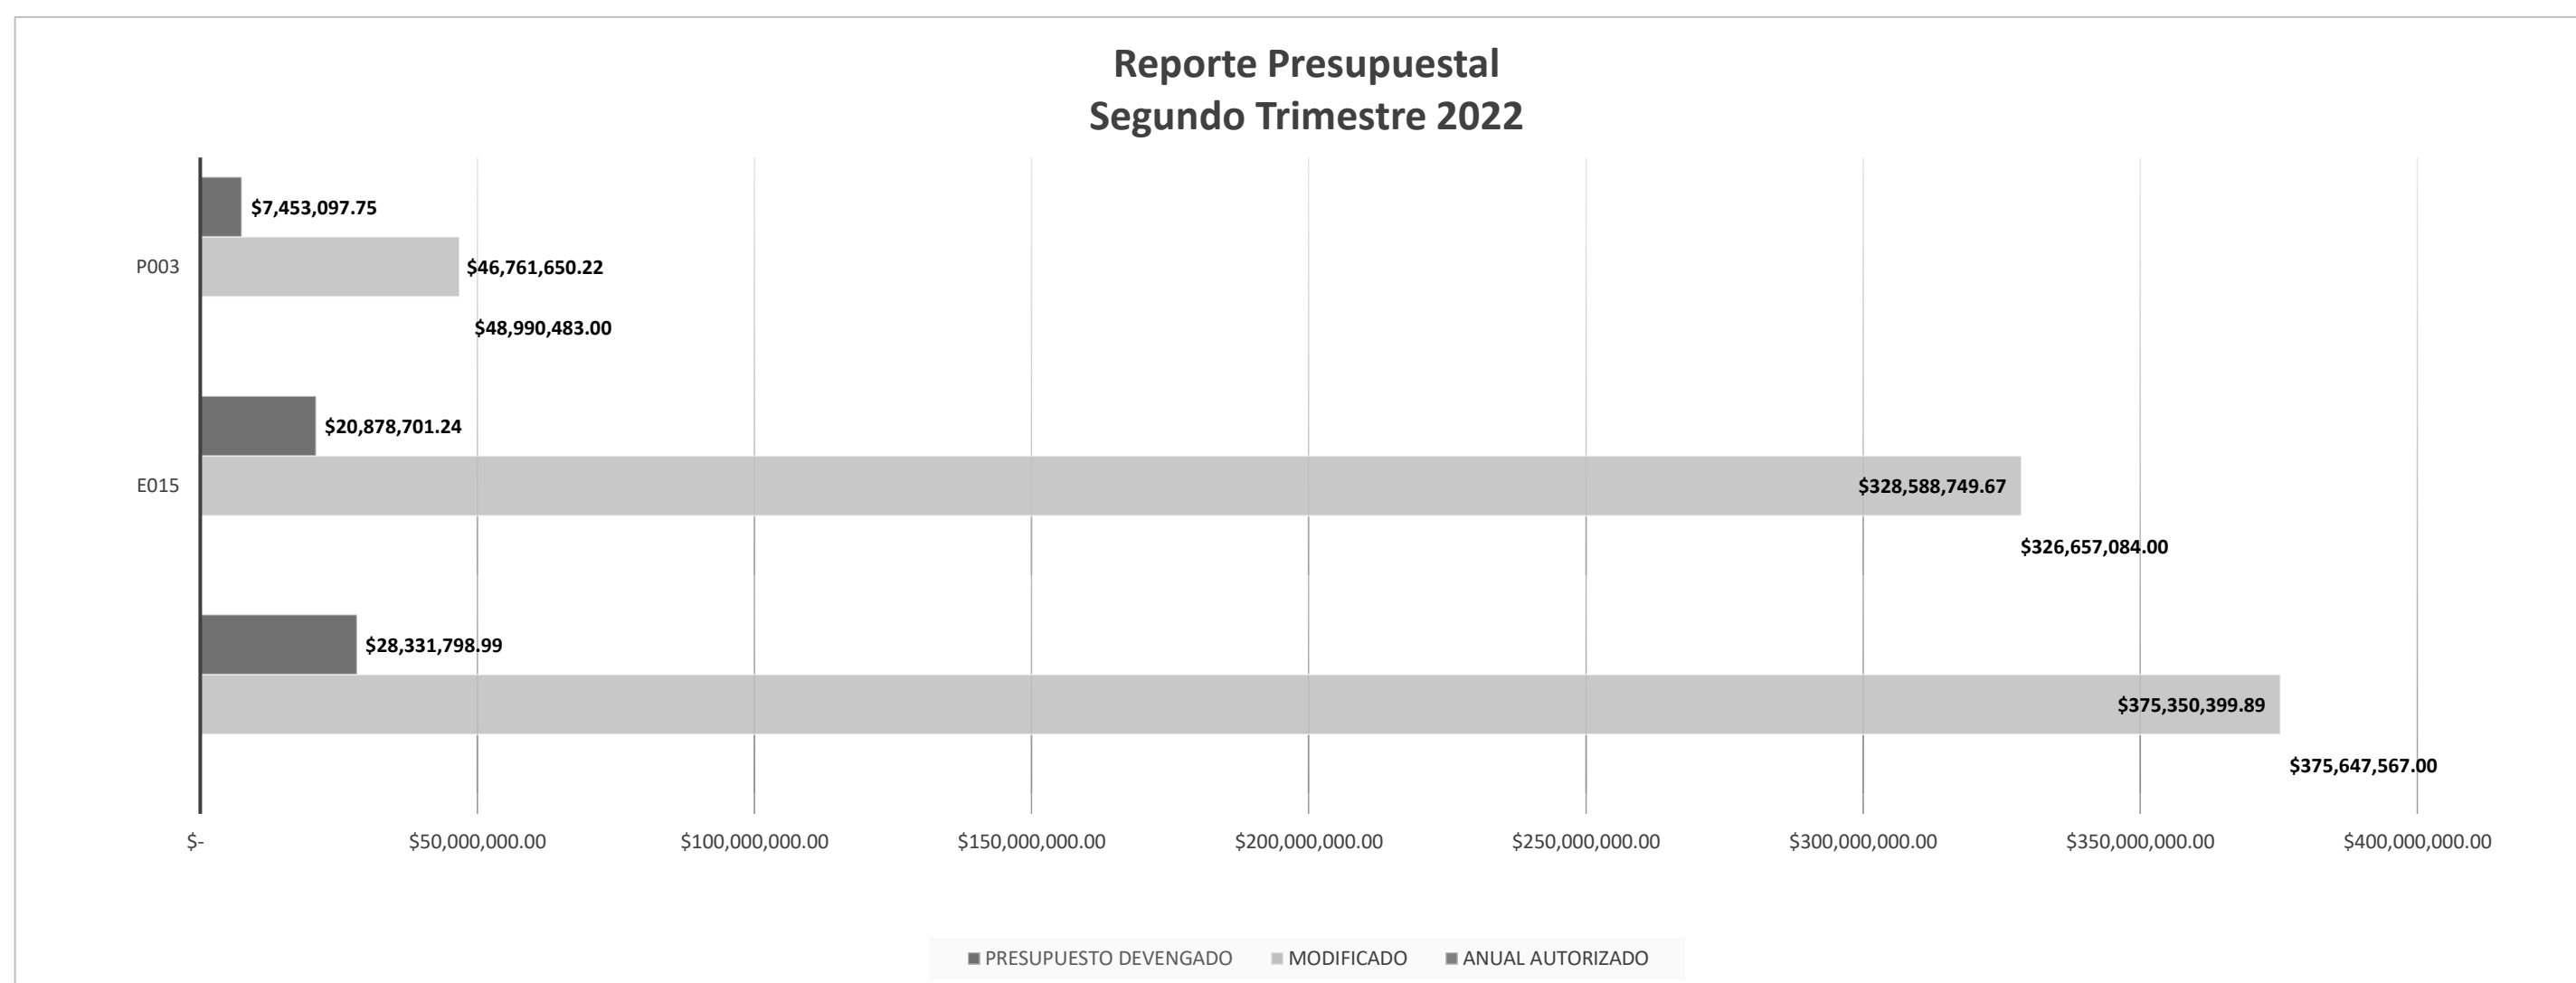 Reporte Presupuestal
Segundo Trimestre 2022
$7,453,097.75
P003
$46,761,650.22
$48,990,483.00
$20,878,701.24
E015
$328,588,749.67
$326,657,084.00
$28,331,798.99
$375,350,399.89
$375,647,567.00
$- $50,000,000.00 $100,000,000.00 $150,000,000.00 $200,000,000.00 $250,000,000.00 $300,000,000.00 $350,000,000.00 $400,000,000.00
PRESUPUESTO DEVENGADO MODIFICADO ANUAL AUTORIZADO